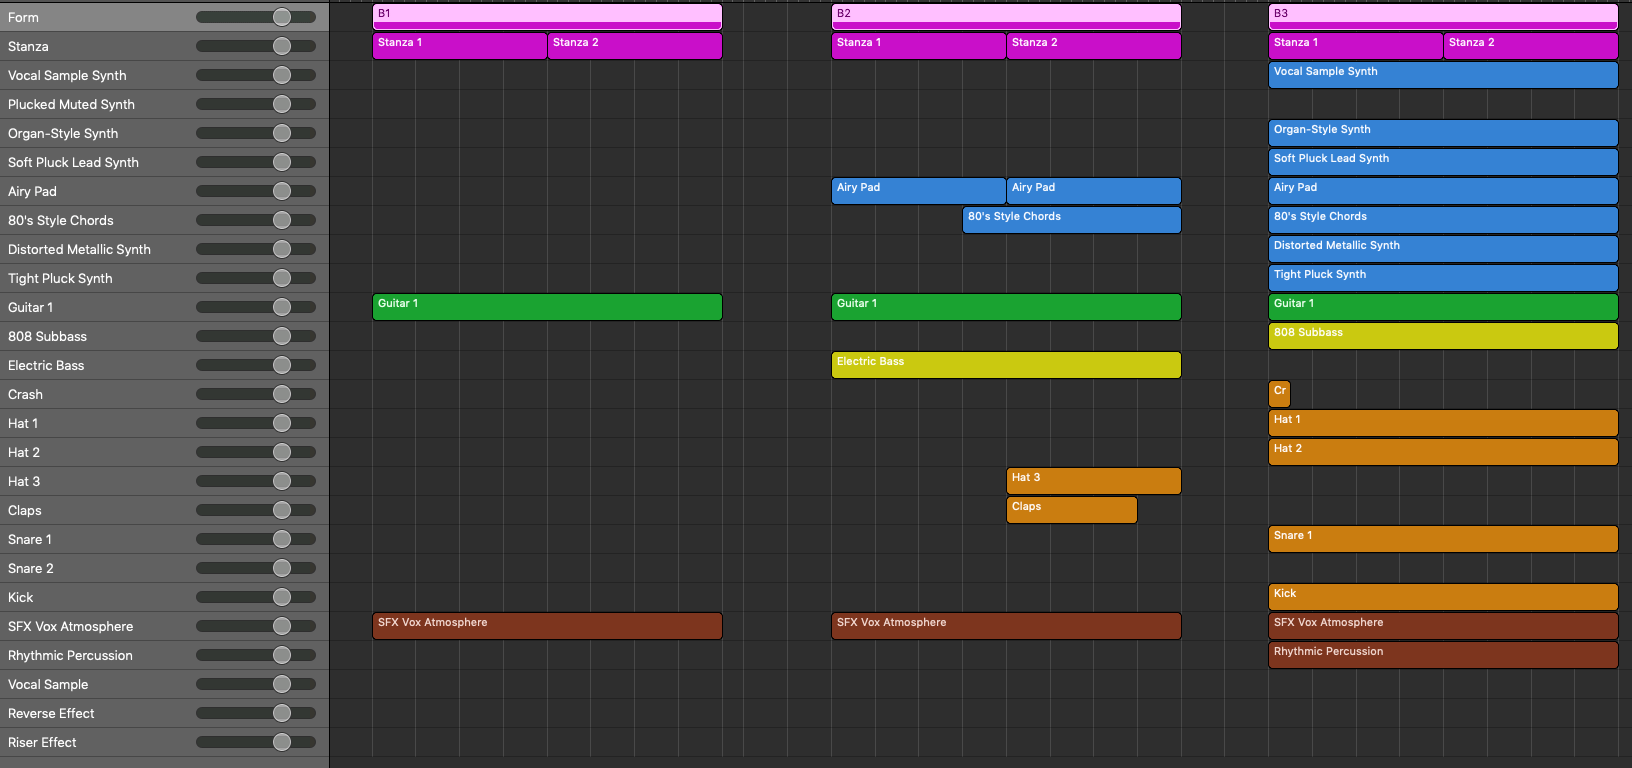 Form B1 B2 B3
Stanza Stanza 1 Stanza 2 Stanza 1 Stanza 2 Stanza 1 Stanza 2
Vocal Sample Synth Vocal Sample Synth
Plucked Muted Synth
Organ-Style Synth Organ-Style Synth
Soft Pluck Lead Synth Soft Pluck Lead Synth
Airy Pad Airy Pad Airy Pad Airy Pad
80's Style Chords 80's Style Chords 80's Style Chords
Distorted Metallic Synth Distorted Metallic Synth
Tight Pluck Synth Tight Pluck Synth
Guitar 1 Guitar 1 Guitar 1 Guitar 1
808 Subbass 808 Subbass
Electric Bass Electric Bass
Crash Cr
Hat 1 Hat 1
Hat 2 Hat 2
Hat 3 Hat 3
Claps Claps
Snare 1 Snare 1
Snare 2
Kick Kick
SFX Vox Atmosphere SFX Vox Atmosphere SFX Vox Atmosphere SFX Vox Atmosphere
Rhythmic Percussion Rhythmic Percussion
Vocal Sample
Reverse Effect
Riser Effect